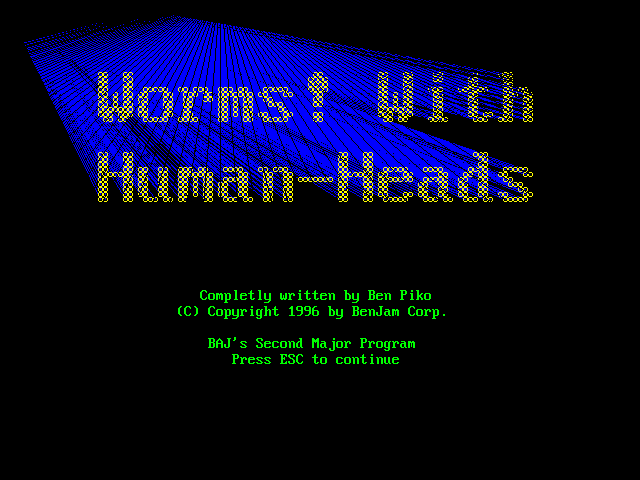 Worms! With
Human-Heads
Completly written by Ben Piko
(C) Copyright 1996 by BenJam Corp.
BAJ's Second Major Program
Press ESC to continue